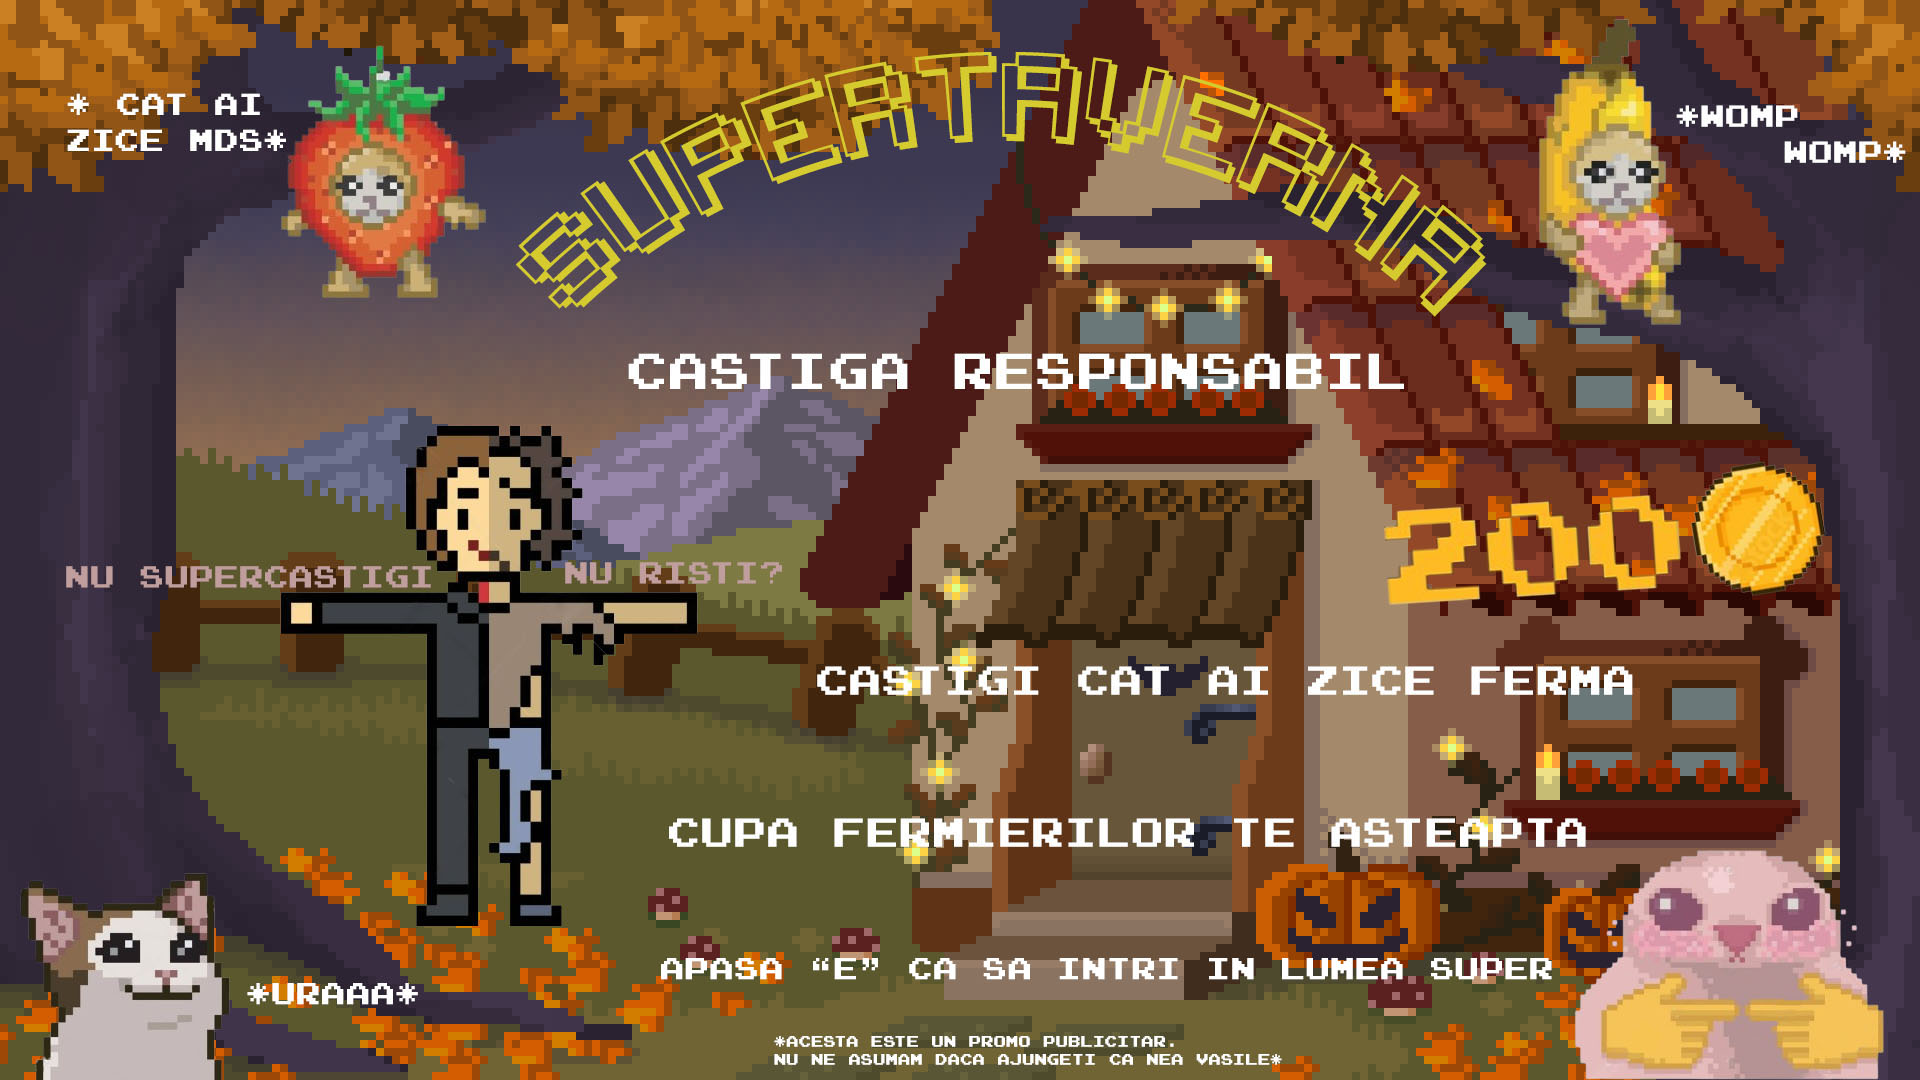 SUPERTAVERNA
* CAT AI
ZICE MDS*
*WOMP
WOMP*
CASTIGA RESPONSABIL
200
NU SUPERCASTIGI
NU RISTI?
CASTIGI CAT AI ZICE FERMA
CUPA FERMIERILOR TE ASTEAPTA
APASA “E” CA SA INTRI IN LUMEA SUPER
*URAAA*
*ACESTA ESTE UN PROMO PUBLICITAR.
NU NE ASUMAM DACA AJUNGETI CA NEA VASILE*